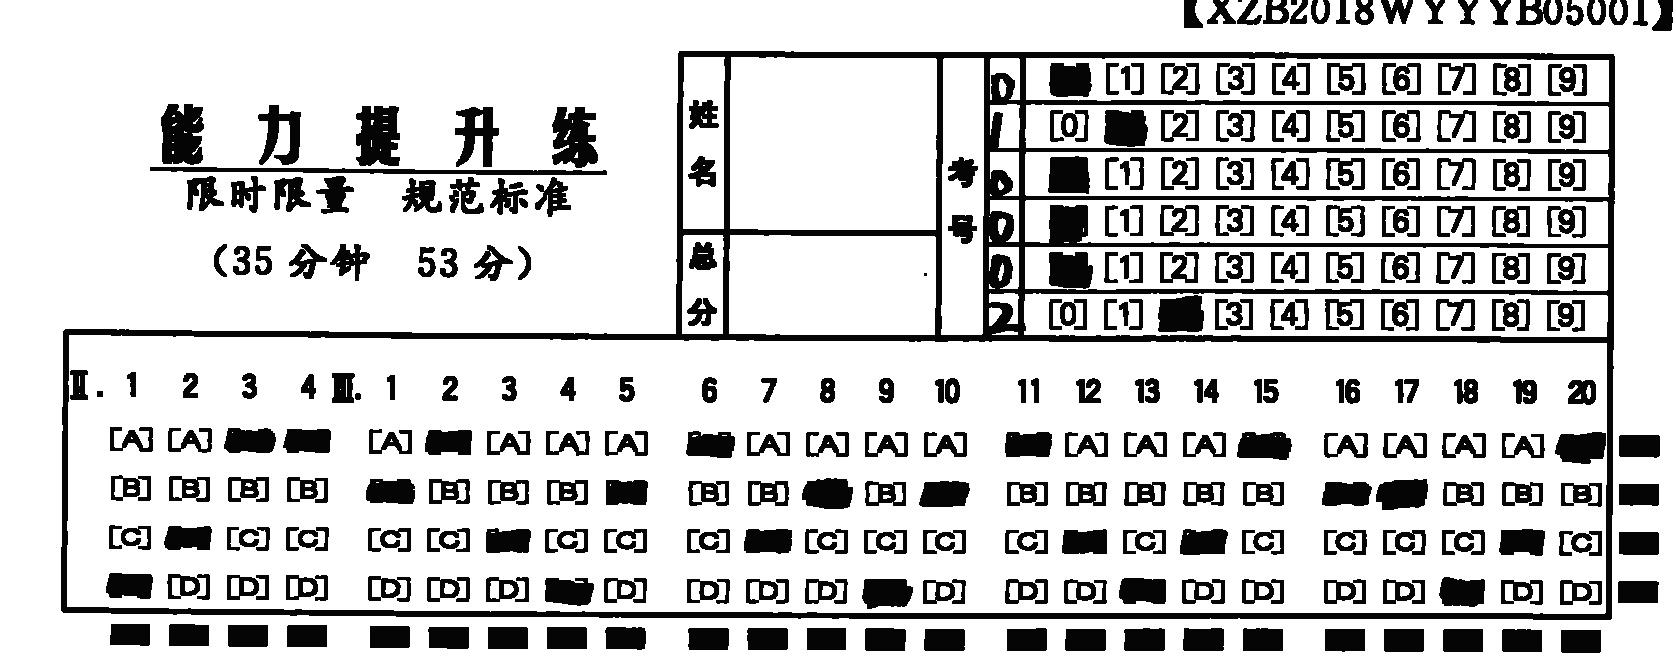 【XZB2018WYYYB05001】
能力提升练
限时限量 规范标准
(35分钟 53分)
姓名
总分
考号
0 [1] [2] [3] [4] [5] [6] [7] [8] [9]
1 [0] [2] [3] [4] [5] [6] [7] [8] [9]
0 [1] [2] [3] [4] [5] [6] [7] [8] [9]
0 [1] [2] [3] [4] [5] [6] [7] [8] [9]
0 [1] [2] [3] [4] [5] [6] [7] [8] [9]
2 [0] [1] [3] [4] [5] [6] [7] [8] [9]
Ⅱ. 1 2 3 4 Ⅲ. 1 2 3 4 5 6 7 8 9 10 11 12 13 14 15 16 17 18 19 20
[A] [A] [A] [A] [A] [A] [A] [A] [A] [A] [A] [A] [A] [A] [A] [A] [A]
[B] [B] [B] [B] [B] [B] [B] [B] [B] [B] [B] [B] [B] [B] [B] [B] [B] [B]
[C] [C] [C] [C] [C] [C] [C] [C] [C] [C] [C] [C] [C] [C] [C] [C] [C] [C]
[D] [D] [D] [D] [D] [D] [D] [D] [D] [D] [D] [D] [D] [D] [D] [D] [D] [D] [D]